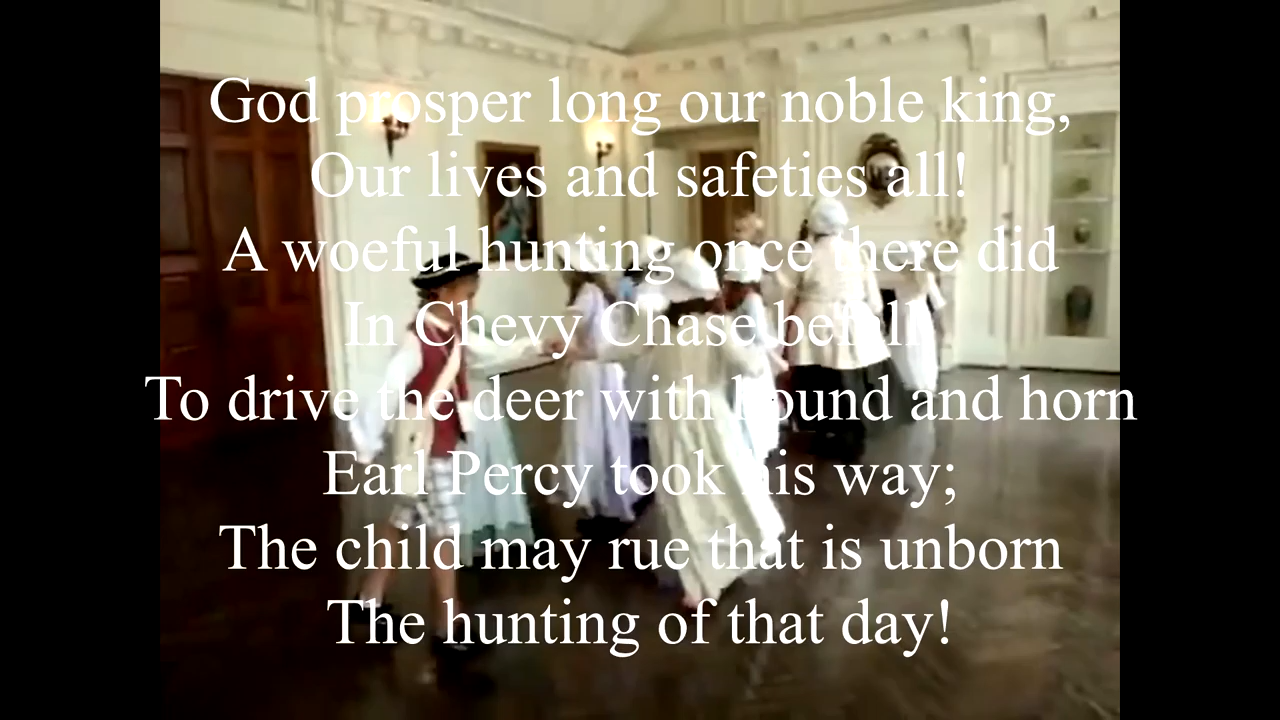 God prosper long our noble king,
Our lives and safeties all!
A woeful hunting once there did
In Chevy Chase befall
To drive the deer with hound and horn
Earl Percy took his way;
The child may rue that is unborn
The hunting of that day!